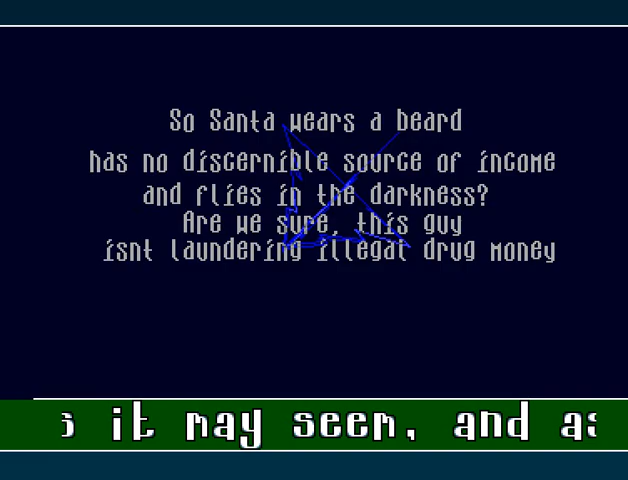 So Santa wears a beard
has no discernible source of income
and flies in the darkness?
Are we sure, this guy
isnt laundering illegal drug money
it may seem, and as